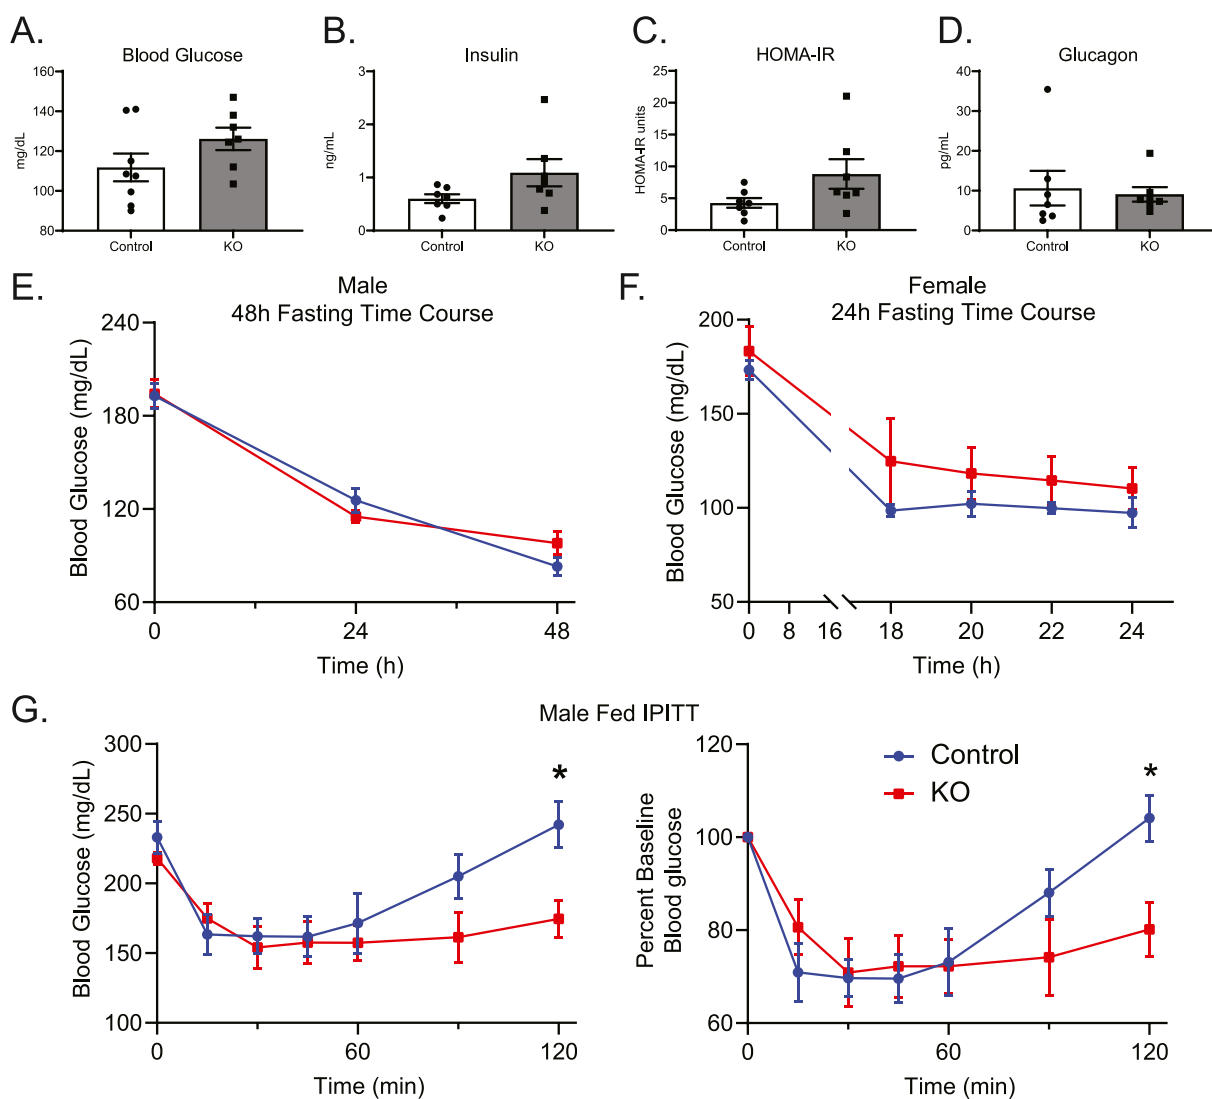 A.
B.
C.
D.
Blood Glucose
Insulin
HOMA-IR
Glucagon
160
140
120
100
80
mg/dL
Control
KO
3
2
1
0
ng/mL
Control
KO
25
20
15
10
5
0
HOMA-IR units
Control
KO
40
30
20
10
0
pg/mL
Control
KO
E.
Male
48h Fasting Time Course
240
180
120
60
Blood Glucose (mg/dL)
0
24
48
Time (h)
F.
Female
24h Fasting Time Course
200
150
100
50
Blood Glucose (mg/dL)
0
8
16
18
20
22
24
Time (h)
G.
Male Fed IPITT
300
250
200
150
100
Blood Glucose (mg/dL)
*
0
60
120
Time (min)
120
100
80
60
Percent Baseline
Blood glucose
Control
KO
*
0
60
120
Time (min)